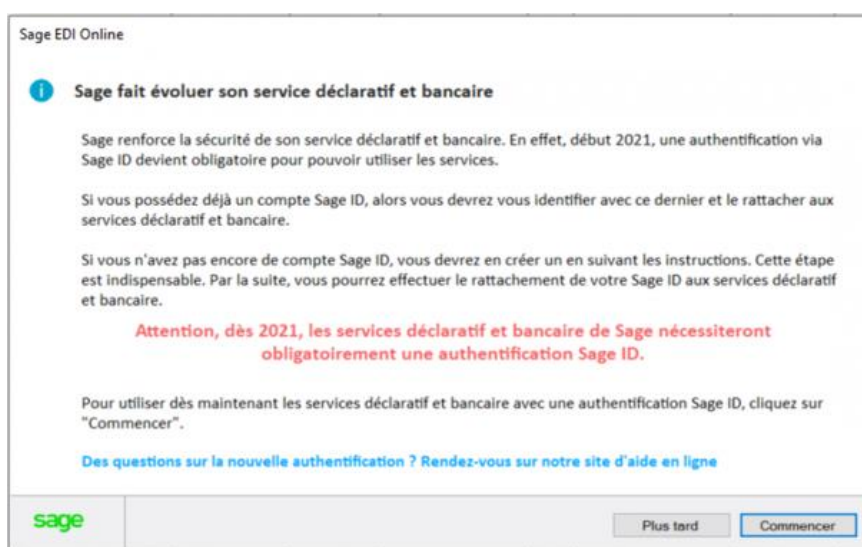 Sage EDI Online
Sage fait évoluer son service déclaratif et bancaire
Sage renforce la sécurité de son service déclaratif et bancaire. En effet, début 2021, une authentification via
Sage ID devient obligatoire pour pouvoir utiliser les services.
Si vous possédez déjà un compte Sage ID, alors vous devrez vous identifier avec ce dernier et le rattacher aux
services déclaratif et bancaire.
Si vous n'avez pas encore de compte Sage ID, vous devrez en créer un en suivant les instructions. Cette étape
est indispensable. Par la suite, vous pourrez effectuer le rattachement de votre Sage ID aux services déclaratif
et bancaire.
Attention, dès 2021, les services déclaratif et bancaire de Sage nécessiteront
obligatoirement une authentification Sage ID.
Pour utiliser dès maintenant les services déclaratif et bancaire avec une authentification Sage ID, cliquez sur
"Commencer".
Des questions sur la nouvelle authentification ? Rendez-vous sur notre site d'aide en ligne
sage
Plus tard
Commencer